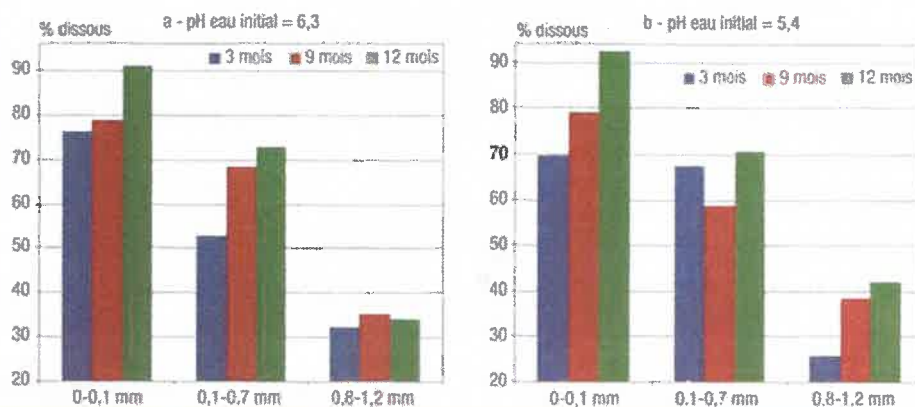 % dissous
a - pH eau initial = 6,3
3 mois 9 mois 12 mois
90
80
70
60
50
40
30
20
0-0,1 mm 0,1-0,7 mm 0,8-1,2 mm
% dissous
b - pH eau initial = 5,4
3 mois 9 mois 12 mois
90
80
70
60
50
40
30
20
0-0,1 mm 0.1-0,7 mm 0,8-1,2 mm